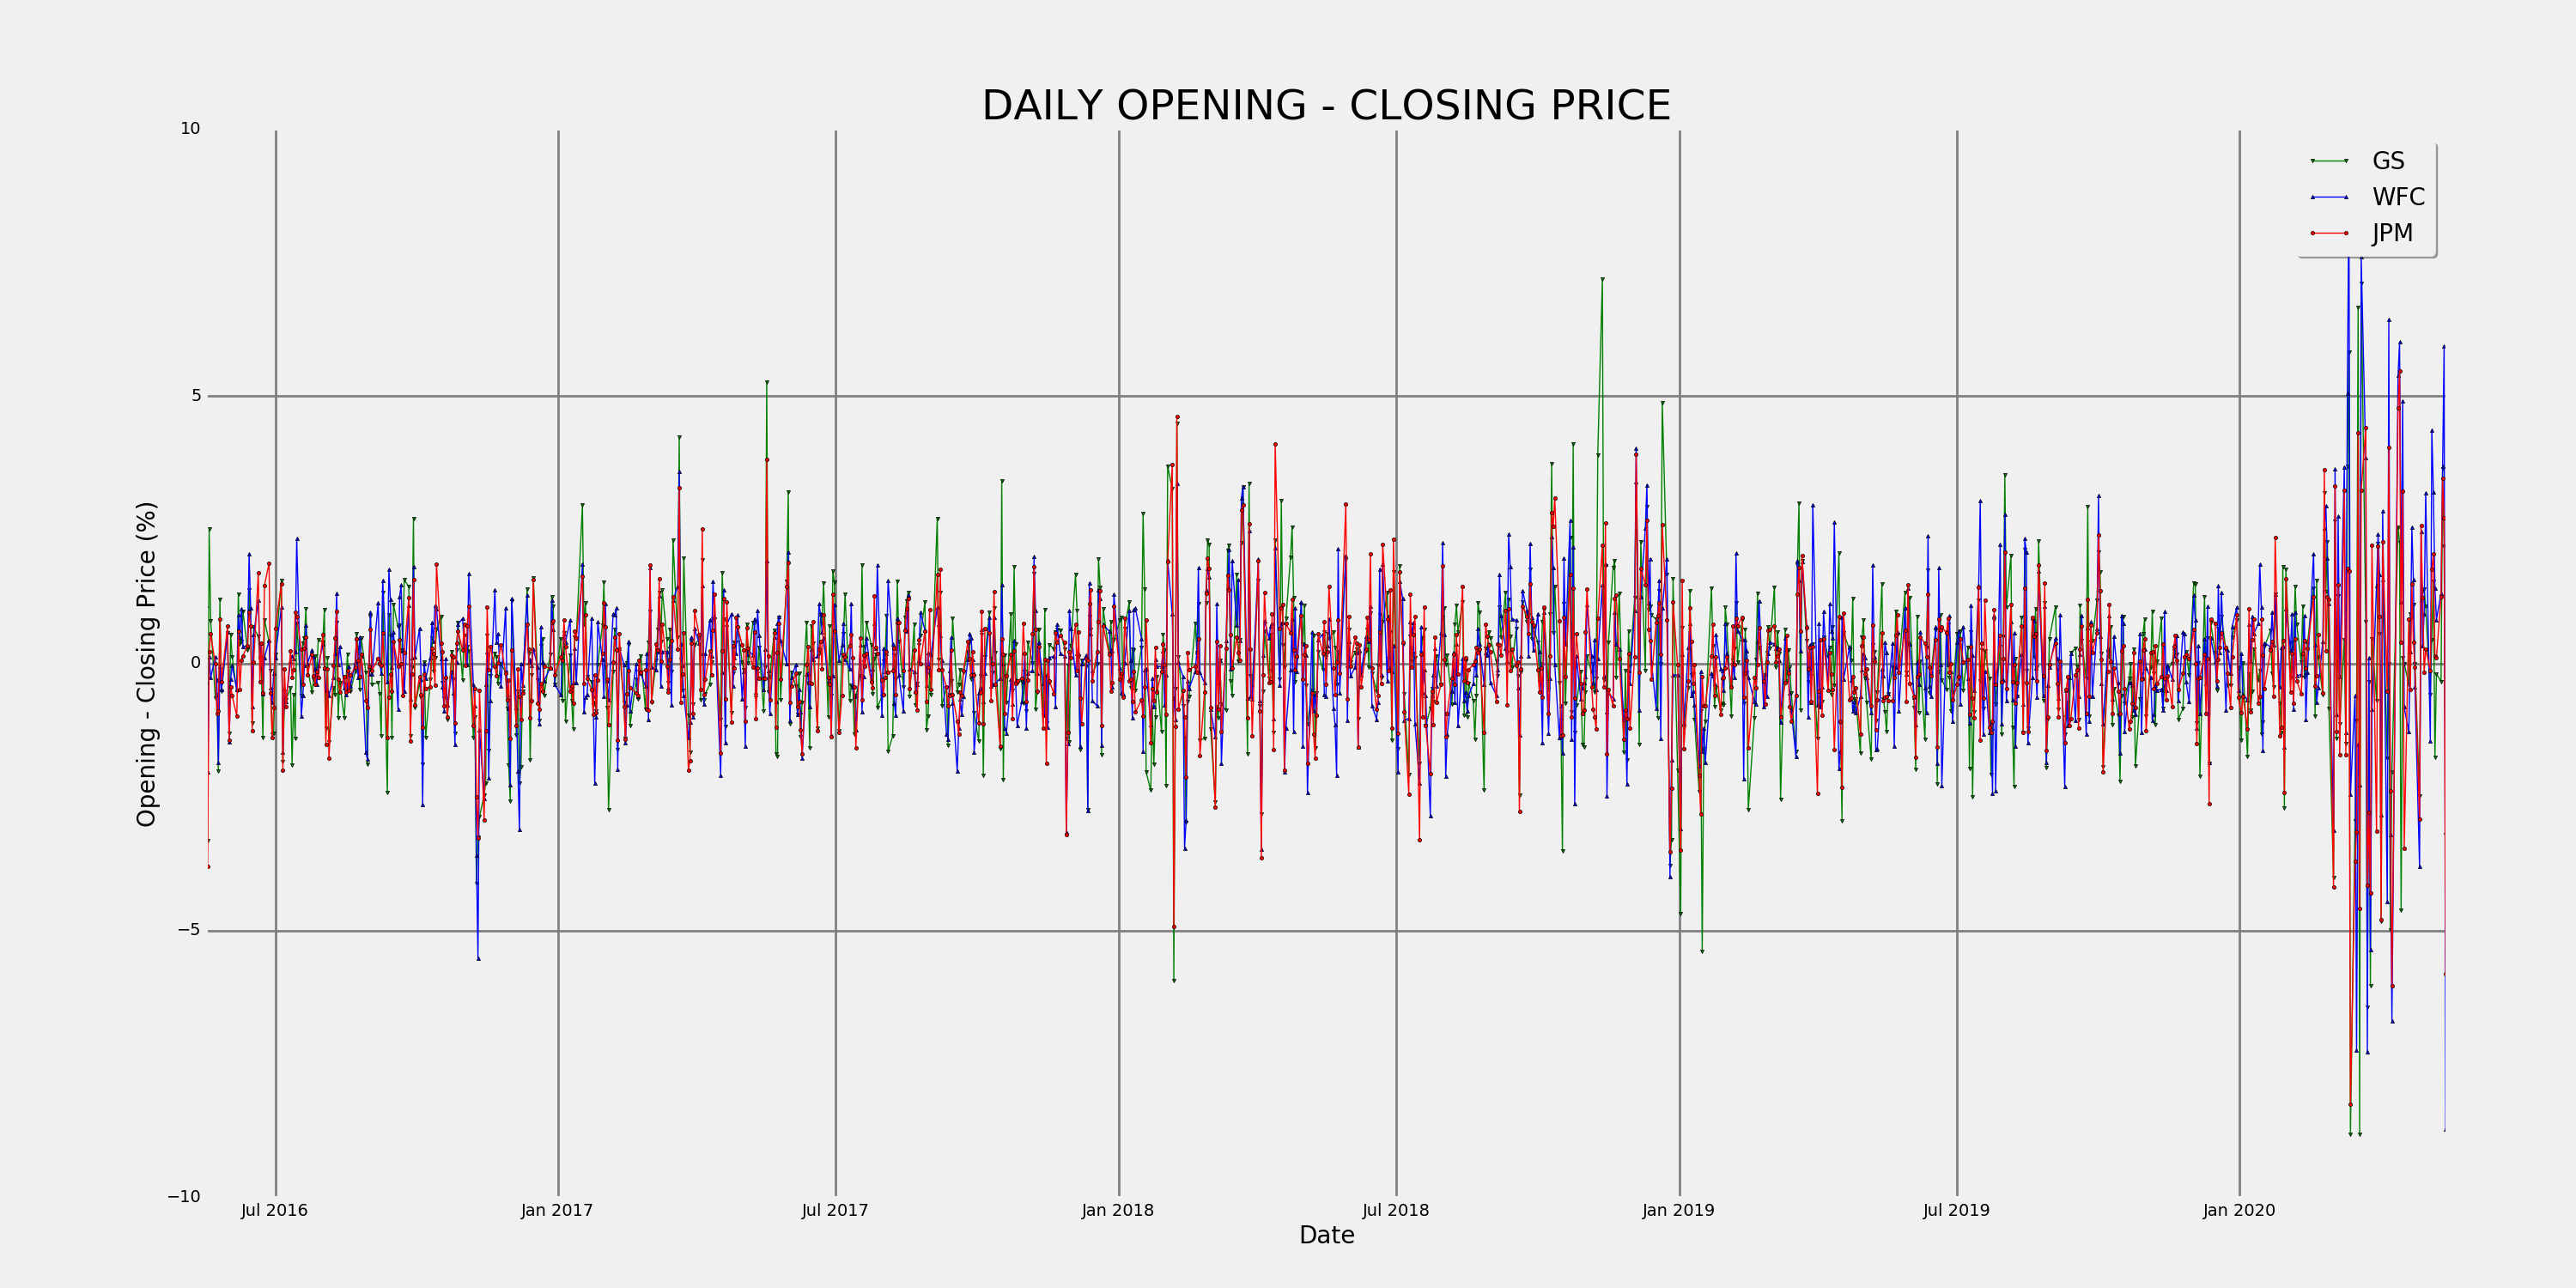 DAILY OPENING - CLOSING PRICE
10
5
0
−5
−10
Opening - Closing Price (%)
GS
WFC
JPM
Jul 2016
Jan 2017
Jul 2017
Jan 2018
Jul 2018
Jan 2019
Jul 2019
Jan 2020
Date